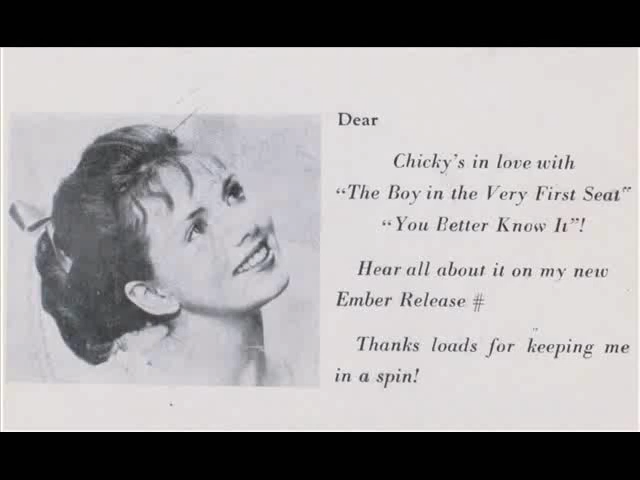 Dear
Chicky's in love with
"The Boy in the Very First Seat"
"You Better Know It"!
Hear all about it on my new
Ember Release #
Thanks loads for keeping me
in a spin!